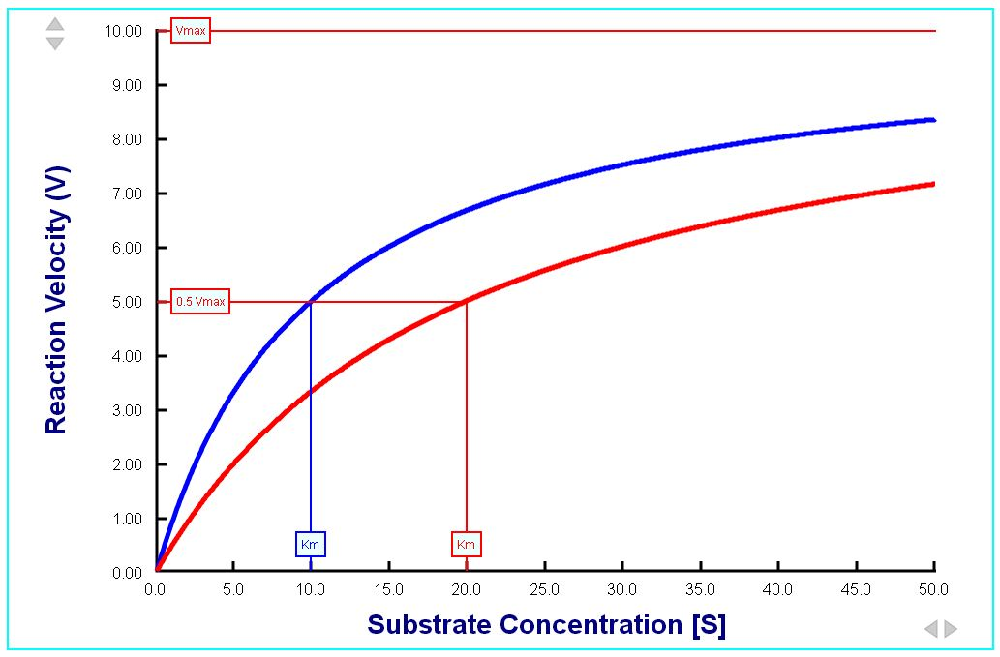 10.00
Vmax
9.00
8.00
7.00
6.00
5.00
0.5 Vmax
4.00
3.00
2.00
1.00
0.00
Reaction Velocity (V)
Km
Km
0.0 5.0 10.0 15.0 20.0 25.0 30.0 35.0 40.0 45.0 50.0
Substrate Concentration [S]